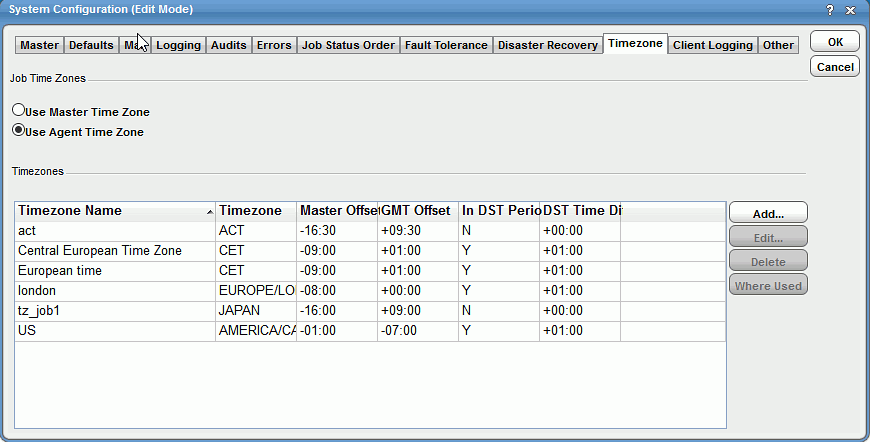 System Configuration (Edit Mode)
Master Defaults Ma Logging Audits Errors Job Status Order Fault Tolerance Disaster Recovery Timezone Client Logging Other
OK
Cancel
Job Time Zones
Use Master Time Zone
Use Agent Time Zone
Timezones
Timezone Name Timezone Master Offset GMT Offset In DST Perio DST Time Di
act ACT -16:30 +09:30 N +00:00
Central European Time Zone CET -09:00 +01:00 Y +01:00
European time CET -09:00 +01:00 Y +01:00
london EUROPE/LO -08:00 +00:00 Y +01:00
tz_job1 JAPAN -16:00 +09:00 N +00:00
US AMERICA/CA -01:00 -07:00 Y +01:00
Add...
Edit...
Delete
Where Used